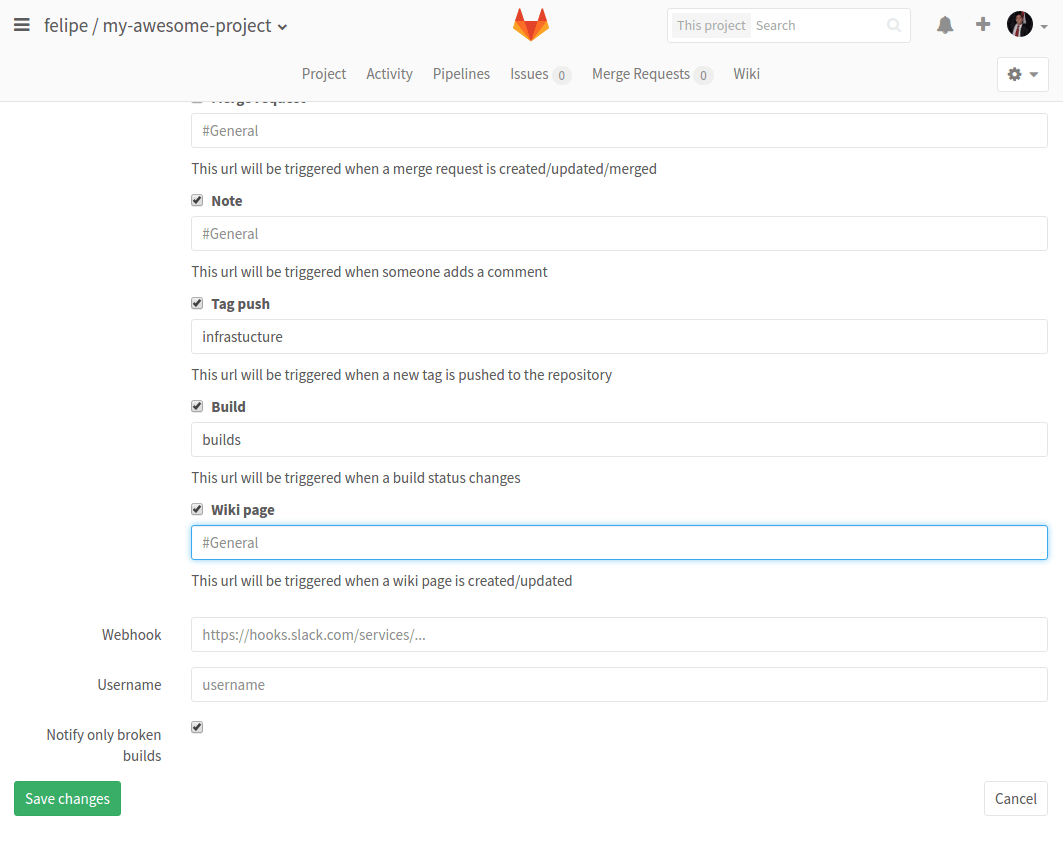 felipe / my-awesome-project
This project Search
Project Activity Pipelines Issues 0 Merge Requests 0 Wiki
Merge request
#General
This url will be triggered when a merge request is created/updated/merged
Note
#General
This url will be triggered when someone adds a comment
Tag push
infrastucture
This url will be triggered when a new tag is pushed to the repository
Build
builds
This url will be triggered when a build status changes
Wiki page
#General
This url will be triggered when a wiki page is created/updated
Webhook https://hooks.slack.com/services/...
Username username
Notify only broken
builds
Save changes Cancel